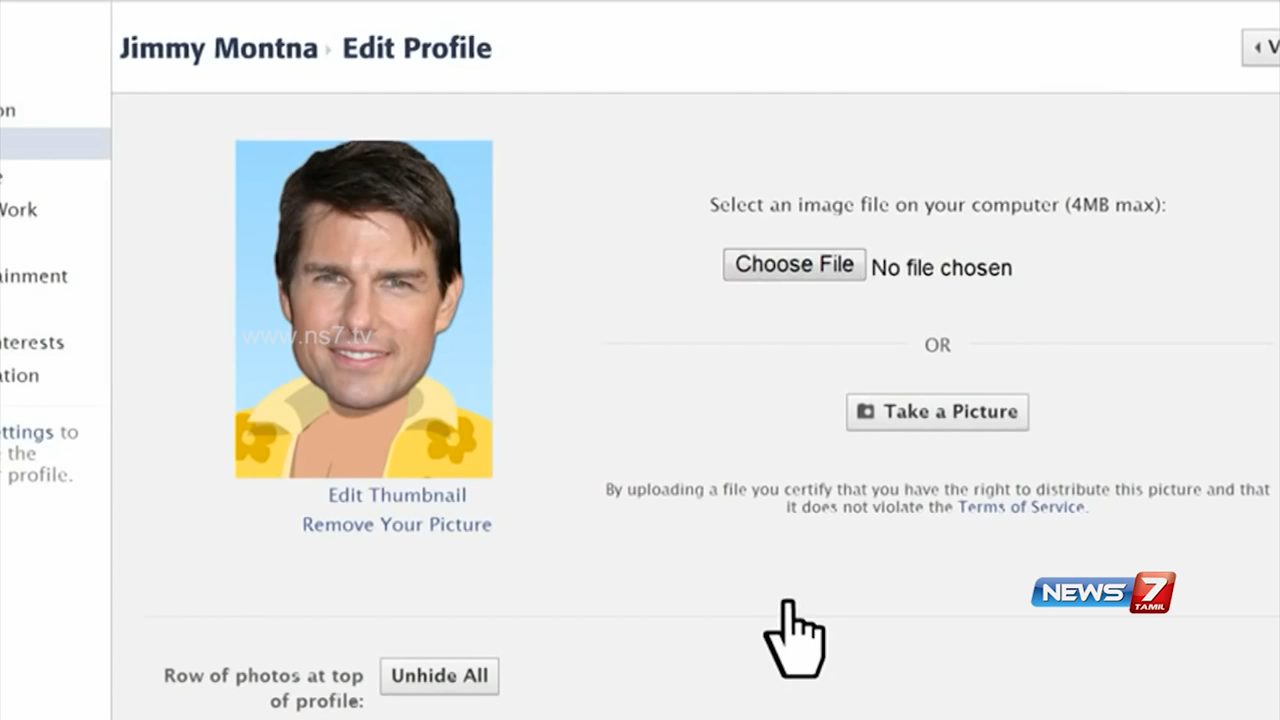 Jimmy Montna › Edit Profile
V
on
e
Work
ainment
terests
ation
ettings to
the
profile.
www.ns7.tv
Edit Thumbnail
Remove Your Picture
Select an image file on your computer (4MB max):
Choose File No file chosen
OR
Take a Picture
By uploading a file you certify that you have the right to distribute this picture and that
it does not violate the Terms of Service.
NEWS 7
TAMIL
Row of photos at top
of profile:
Unhide All